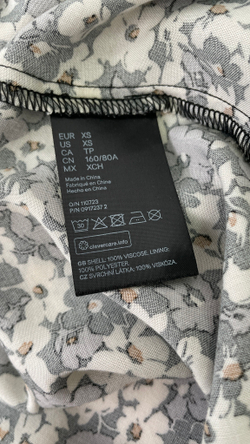 EUR XS
US XS
CA TP
CN 160/80A
MX XCH
Made in China
Fabriqué en Chine
Hecho en China
O/N 110723
P/N 0917237 2
30
clevercare.info
GB SHELL: 100% VISCOSE, LINING:
100% POLYESTER,
CZ SVRCHNÍ LÁTKA: 100% VISKÓZA,